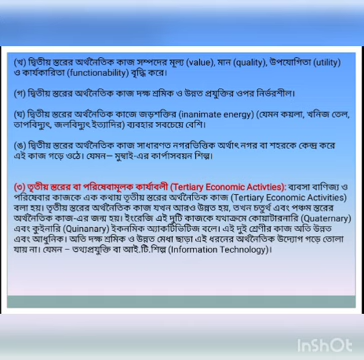 (খ) দ্বিতীয় স্তরের অর্থনৈতিক কাজ সম্পদের মূল্য (value), মান (quality), উপযোগিতা (utility)
ও কার্যকারিতা (functionability) বৃদ্ধি করে।
(গ) দ্বিতীয় স্তরের অর্থনৈতিক কাজ দক্ষ শ্রমিক ও উন্নত প্রযুক্তির ওপর নির্ভরশীল।
(ঘ) দ্বিতীয় স্তরের অর্থনৈতিক কাজে জড়শক্তির (inanimate energy) (যেমন কয়লা, খনিজ তেল,
তাপবিদ্যুৎ, জলবিদ্যুৎ ইত্যাদির) ব্যবহার সবচেয়ে বেশি।
(ঙ) দ্বিতীয় স্তরের অর্থনৈতিক কাজ সাধারণত নগরভিত্তিক অর্থাৎ নগর বা শহরকে কেন্দ্র করে
এই কাজ গড়ে ওঠে। যেমন— মুম্বাই-এর কার্পাসবয়ন শিল্প।
(৩) তৃতীয় স্তরের বা পরিষেবামূলক কার্যাবলী (Tertiary Economic Activties): ব্যবসা বাণিজ্য ও
পরিষেবার কাজকে এক কথায় তৃতীয় স্তরের অর্থনৈতিক কাজ (Tertiary Economic Activities)
বলা হয়। তৃতীয় স্তরের অর্থনৈতিক কাজ যখন আরও উন্নত হয়, তখন চতুর্থ এবং পঞ্চম স্তরের
অর্থনৈতিক কাজ-এর জন্ম হয়। ইংরেজি এই দুটি কাজকে যথাক্রমে কোয়াটারনারি (Quaternary)
এবং কুইনারি (Quinanary) ইকনমিক অ্যাকটিভিটিজ বলে। এই দুই শ্রেণীর কাজ অতি উন্নত
এবং আধুনিক। অতি দক্ষ শ্রমিক ও উন্নত মেধা ছাড়া এই ধরনের অর্থনৈতিক উদ্যোগ গড়ে তোলা
যায় না। যেমন – তথ্যপ্রযুক্তি বা আই.টি.শিল্প (Information Technology)।
InShOt